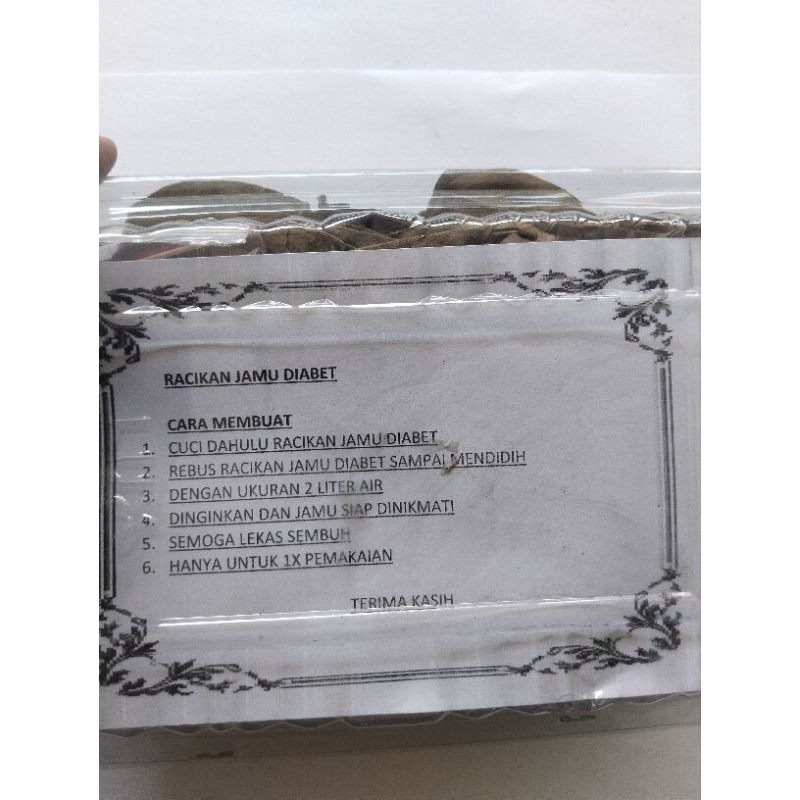 RACIKAN JAMU DIABET
CARA MEMBUAT
1. CUCI DAHULU RACIKAN JAMU DIABET
2. REBUS RACIKAN JAMU DIABET SAMPAI MENDIDIH
3. DENGAN UKURAN 2 LITER AIR
4. DINGINKAN DAN JAMU SIAP DINIKMATI
5. SEMOGA LEKAS SEMBUH
6. HANYA UNTUK 1X PEMAKAIAN
TERIMA KASIH